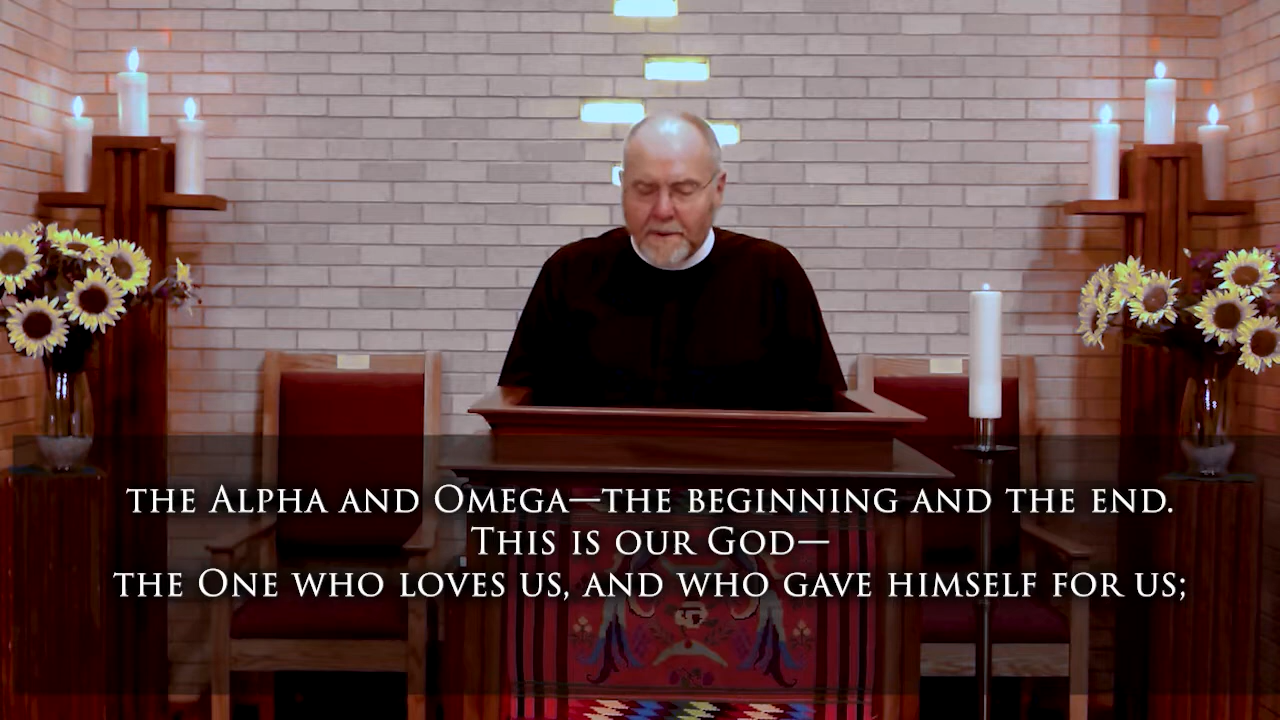 the Alpha and Omega—the beginning and the end.
This is our God—
the One who loves us, and who gave himself for us;